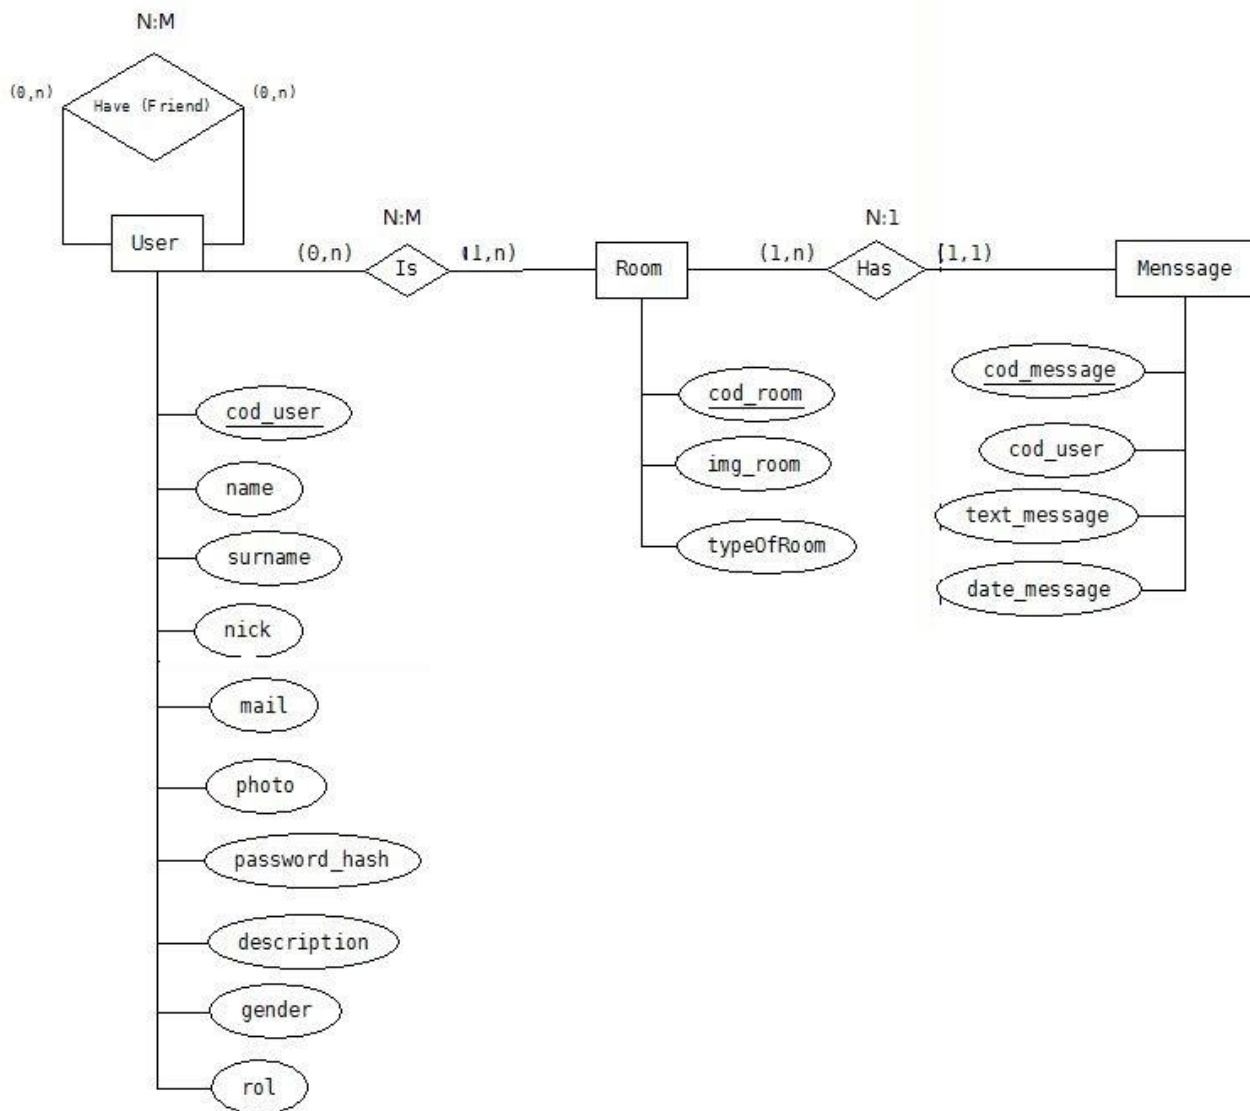 N:M
(0,n)
Have (Friend)
(0,n)
User
N:M
(0,n)
Is
(1,n)
Room
N:1
(1,n)
Has
(1,1)
Menssage
cod_user
name
surname
nick
mail
photo
password_hash
description
gender
rol
cod_room
img_room
typeOfRoom
cod_message
cod_user
text_message
date_message